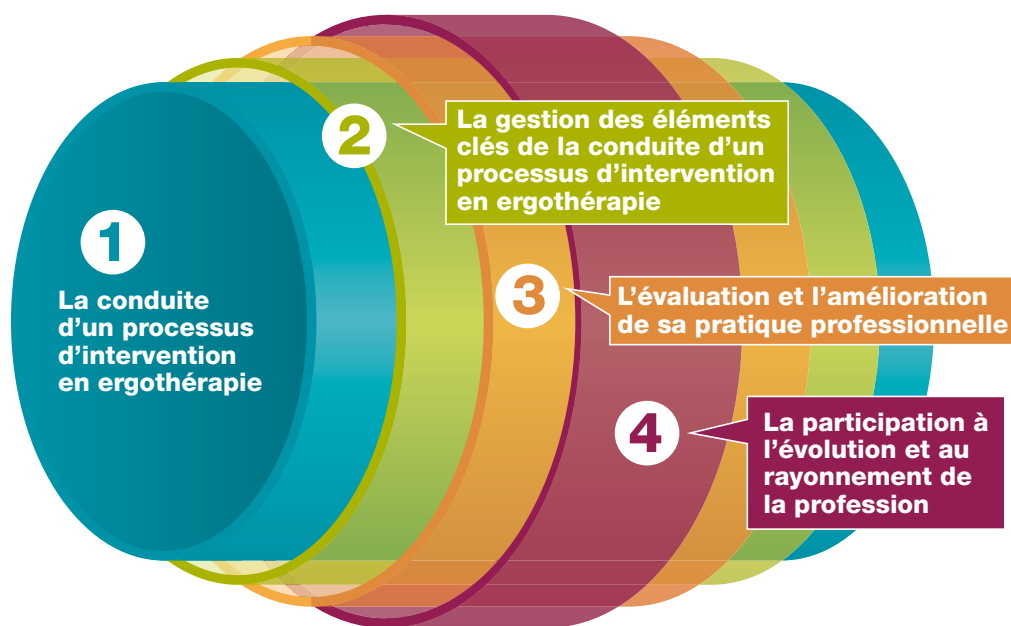 1
La conduite
d’un processus
d’intervention
en ergothérapie
2
La gestion des éléments
clés de la conduite d’un
processus d’intervention
en ergothérapie
3
L’évaluation et l’amélioration
de sa pratique professionnelle
4
La participation à
l’évolution et au
rayonnement de
la profession